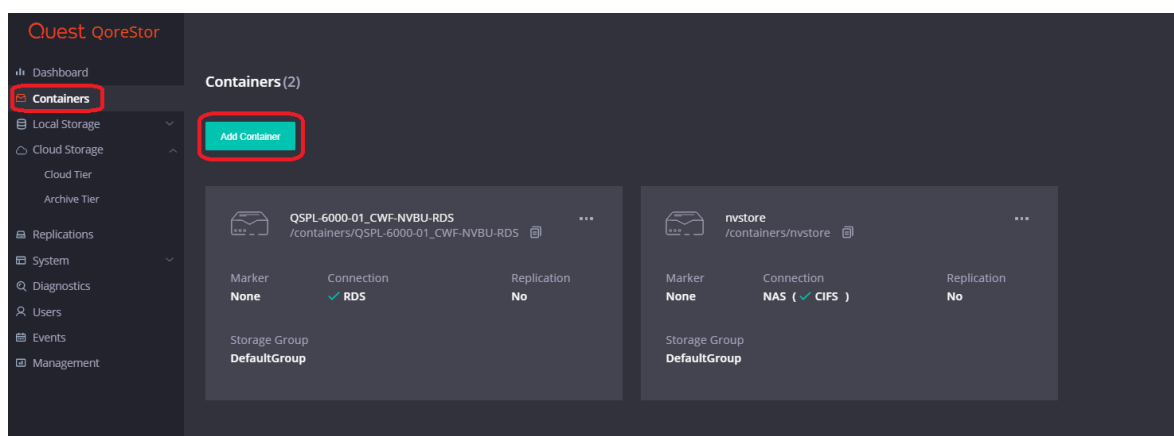 Quest QoreStor
Dashboard
Containers
Local Storage
Cloud Storage
Cloud Tier
Archive Tier
Replications
System
Diagnostics
Users
Events
Management
Containers (2)
Add Container
QSPL-6000-01_CWF-NVBU-RDS
/containers/QSPL-6000-01_CWF-NVBU-RDS
Marker Connection Replication
None RDS No
Storage Group
DefaultGroup
nvstore
/containers/nvstore
Marker Connection Replication
None NAS ( CIFS ) No
Storage Group
DefaultGroup